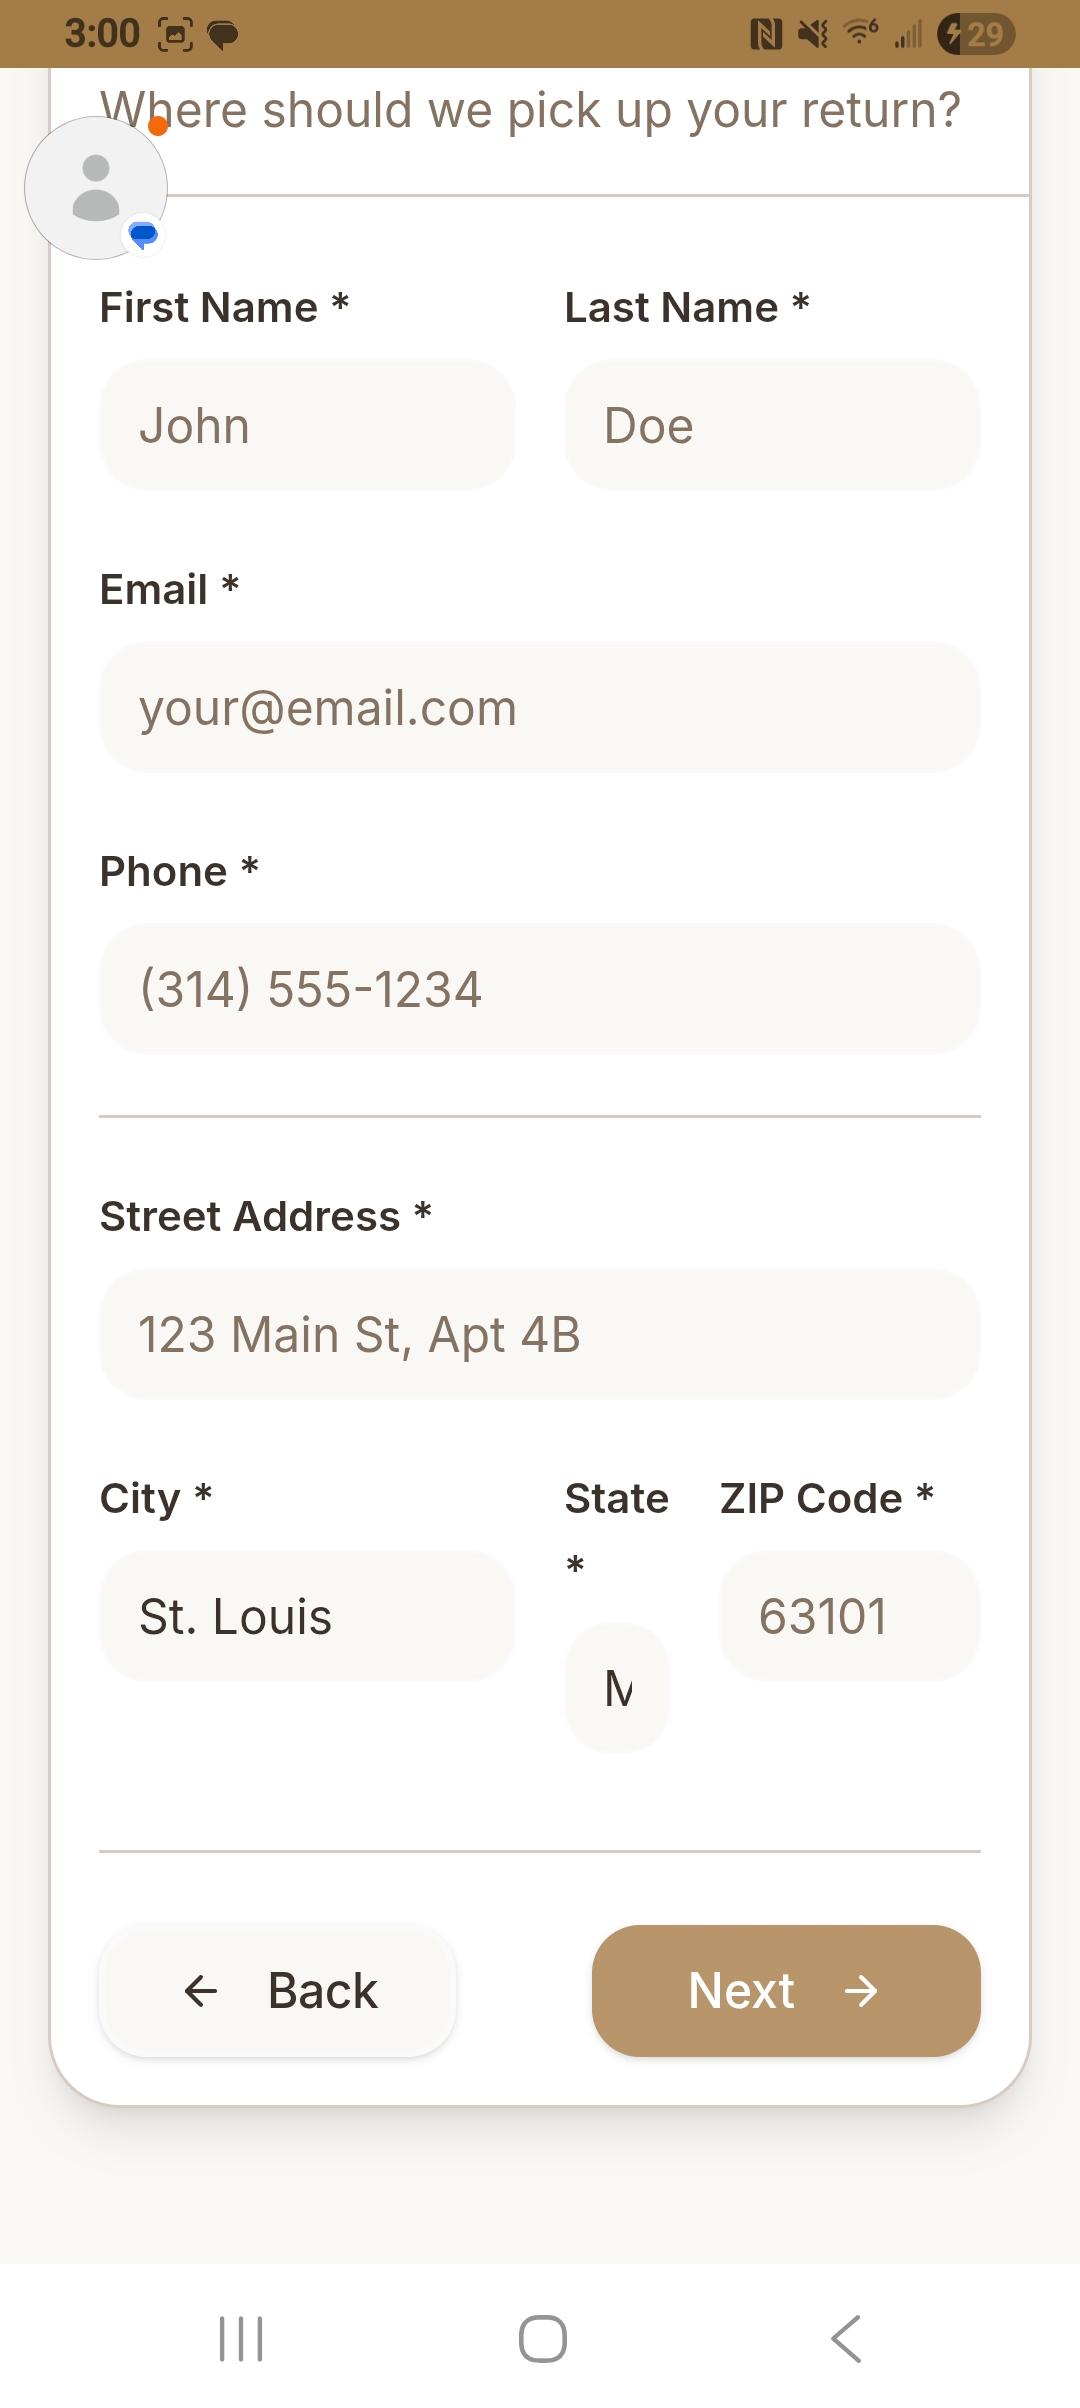 3:00
6
29
Where should we pick up your return?
First Name *
Last Name *
John
Doe
Email *
your@email.com
Phone *
(314) 555-1234
Street Address *
123 Main St, Apt 4B
City *
State *
ZIP Code *
St. Louis
M
63101
Back
Next